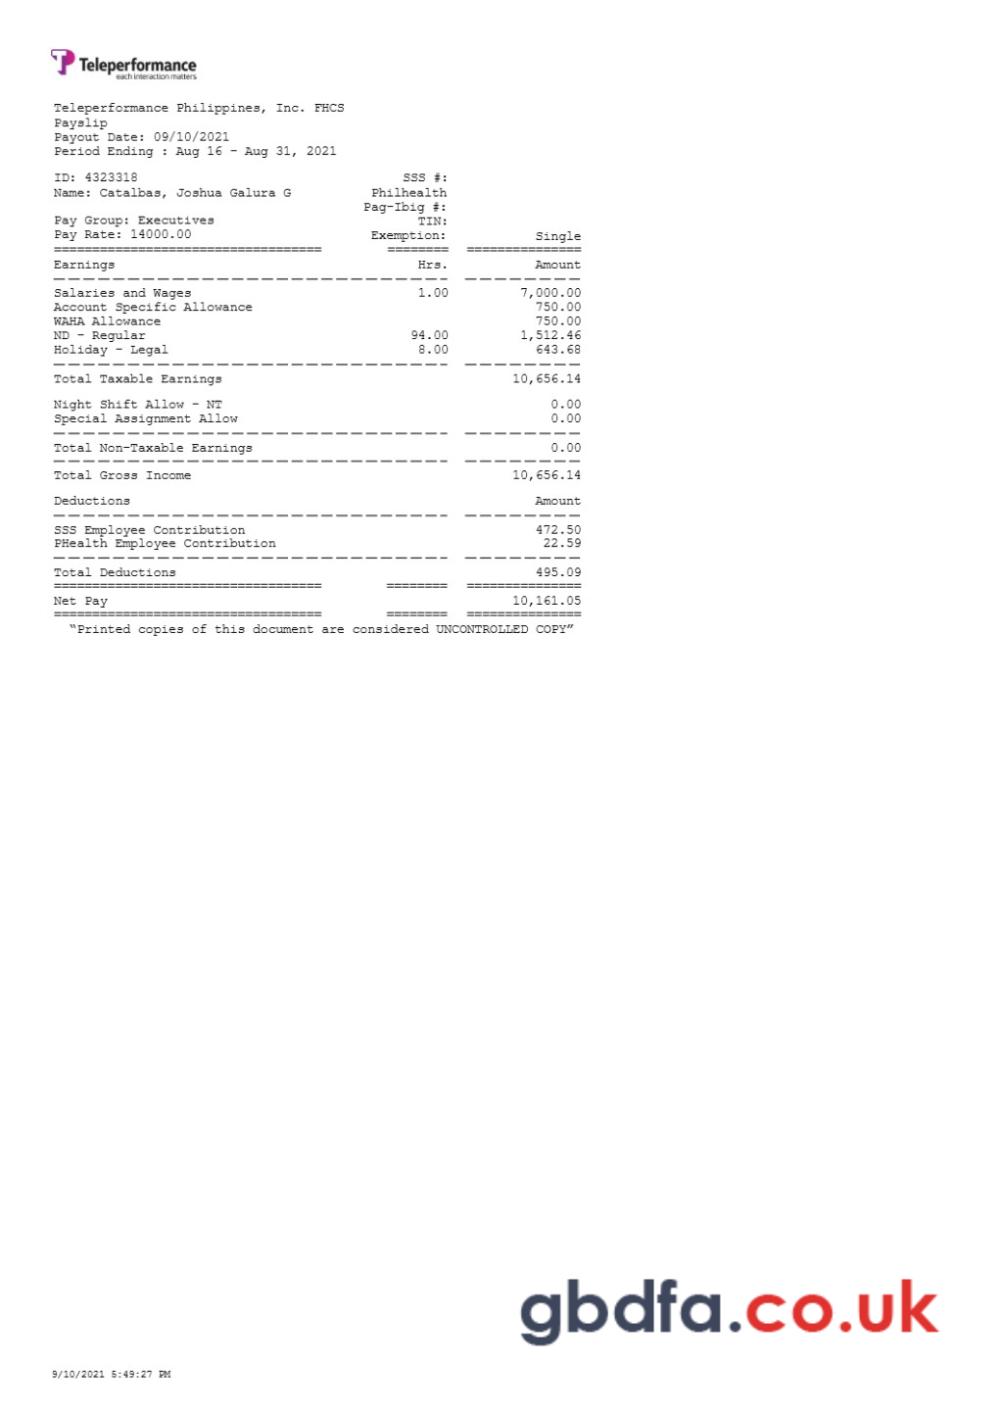 Teleperformance
each interaction matters
Teleperformance Philippines, Inc. FHCS
Payslip
Payout Date: 09/10/2021
Period Ending : Aug 16 - Aug 31, 2021
ID: 4323318 SSS #:
Name: Catalbas, Joshua Galura G Philhealth
Pag-Ibig #:
Pay Group: Executives TIN:
Pay Rate: 14000.00 Exemption: Single
Earnings Hrs. Amount
Salaries and Wages 1.00 7,000.00
Account Specific Allowance 750.00
WAHA Allowance 750.00
ND - Regular 94.00 1,512.46
Holiday - Legal 8.00 643.68
Total Taxable Earnings 10,656.14
Night Shift Allow - NT 0.00
Special Assignment Allow 0.00
Total Non-Taxable Earnings 0.00
Total Gross Income 10,656.14
Deductions Amount
SSS Employee Contribution 472.50
PHealth Employee Contribution 22.59
Total Deductions 495.09
Net Pay 10,161.05
“Printed copies of this document are considered UNCONTROLLED COPY”
gbdfa.co.uk
9/10/2021 5:49:27 PM